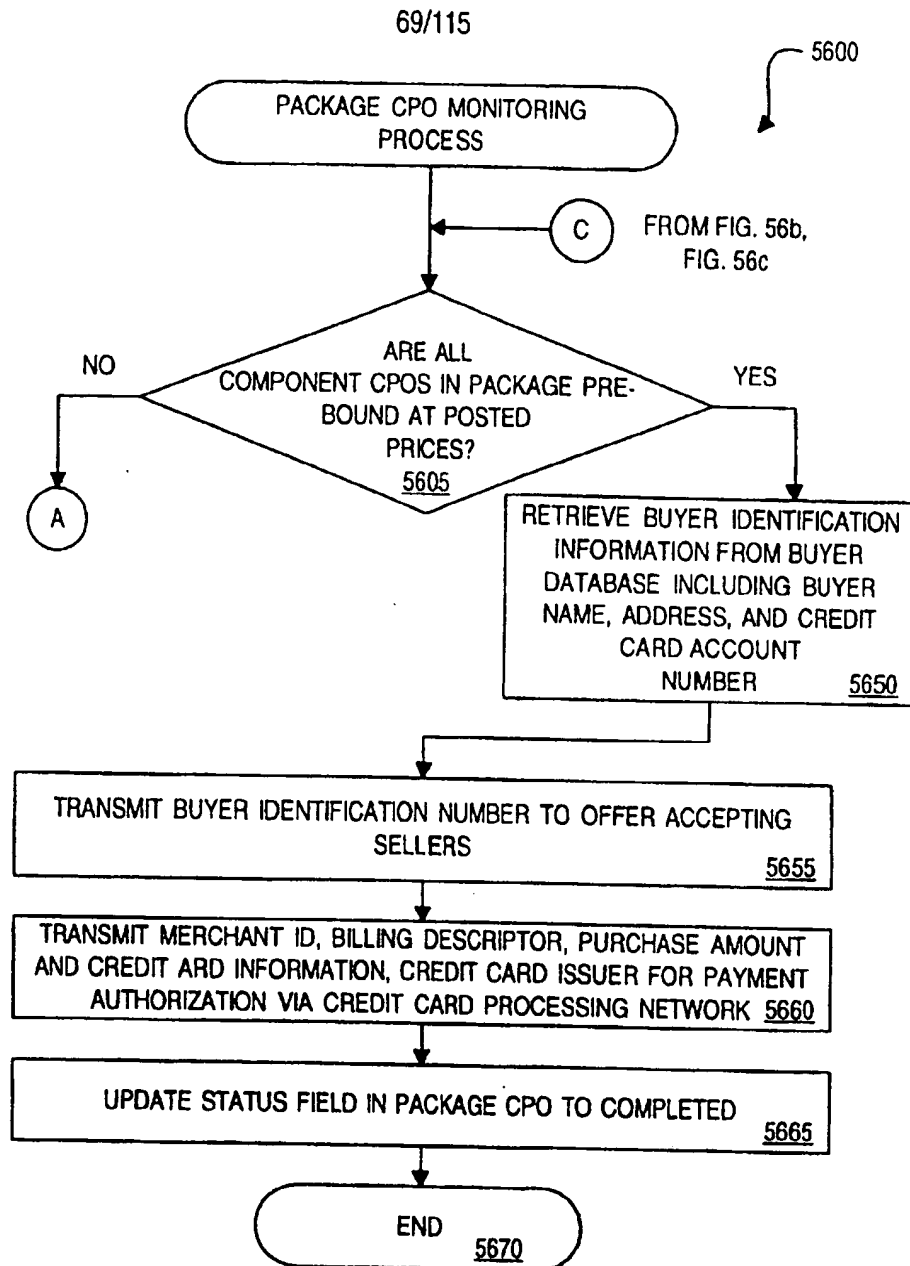 69/115
5600
PACKAGE CPO MONITORING
PROCESS
C
FROM FIG. 56b,
FIG. 56c
NO
ARE ALL
COMPONENT CPOS IN PACKAGE PRE-
BOUND AT POSTED
PRICES?
5605
YES
A
RETRIEVE BUYER IDENTIFICATION
INFORMATION FROM BUYER
DATABASE INCLUDING BUYER
NAME, ADDRESS, AND CREDIT
CARD ACCOUNT
NUMBER 5650
TRANSMIT BUYER IDENTIFICATION NUMBER TO OFFER ACCEPTING
SELLERS
5655
TRANSMIT MERCHANT ID, BILLING DESCRIPTOR, PURCHASE AMOUNT
AND CREDIT ARD INFORMATION, CREDIT CARD ISSUER FOR PAYMENT
AUTHORIZATION VIA CREDIT CARD PROCESSING NETWORK 5660
UPDATE STATUS FIELD IN PACKAGE CPO TO COMPLETED
5665
END
5670